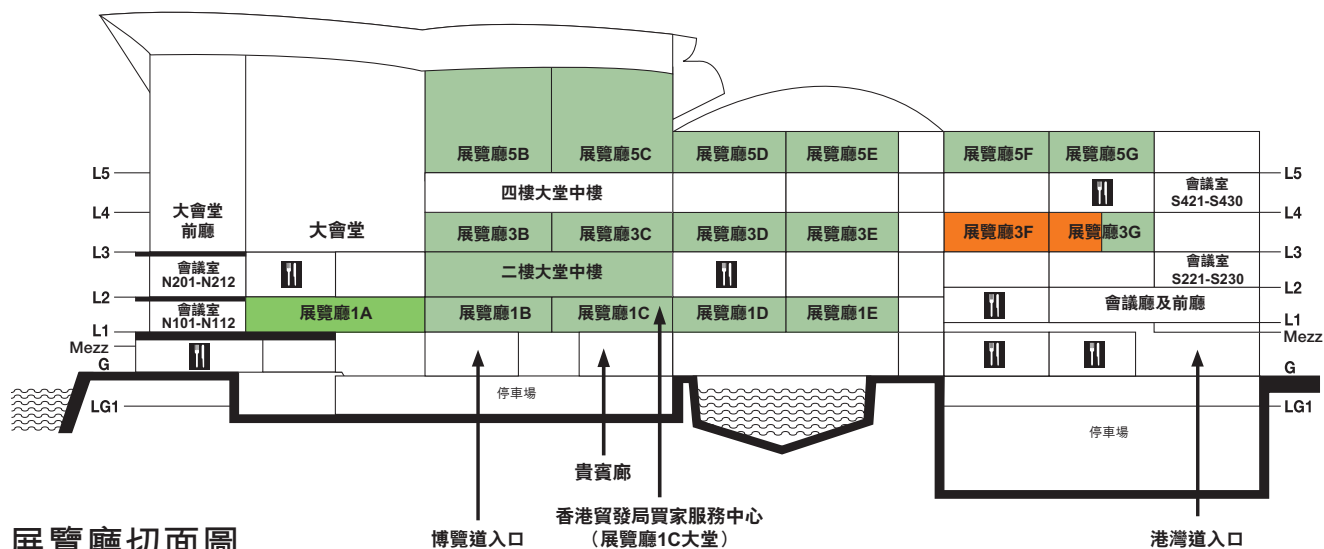 展覽廳5B
展覽廳5C
展覽廳5D
展覽廳5E
展覽廳5F
展覽廳5G
L5
L5
四樓大堂中樓
會議室
S421-S430
L4
L4
大會堂
前廳
大會堂
展覽廳3B
展覽廳3C
展覽廳3D
展覽廳3E
展覽廳3F
展覽廳3G
L3
L3
會議室
N201-N212
二樓大堂中樓
會議室
S221-S230
L2
L2
會議室
N101-N112
展覽廳1A
展覽廳1B
展覽廳1C
展覽廳1D
展覽廳1E
會議廳及前廳
L1
L1
Mezz
Mezz
G
G
停車場
LG1
LG1
停車場
貴賓廊
展覽廳切面圖
博覽道入口
香港貿發局買家服務中心
（展覽廳1C大堂）
港灣道入口